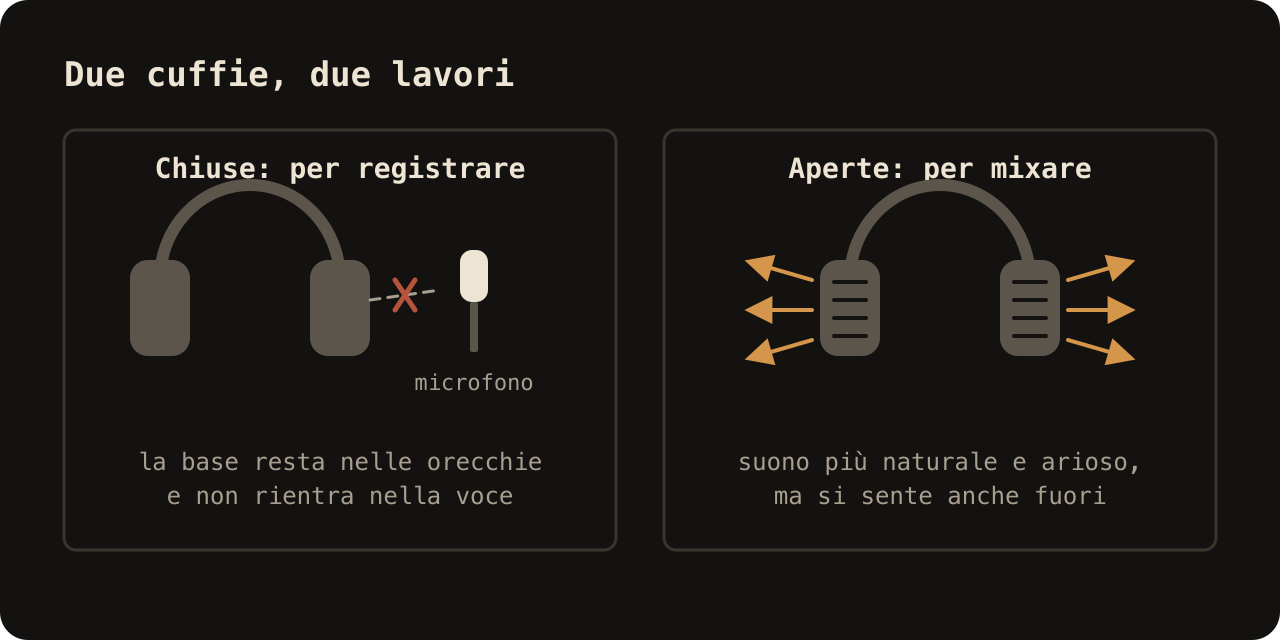 Due cuffie, due lavori
Chiuse: per registrare
microfono
la base resta nelle orecchie
e non rientra nella voce
Aperte: per mixare
suono più naturale e arioso,
ma si sente anche fuori